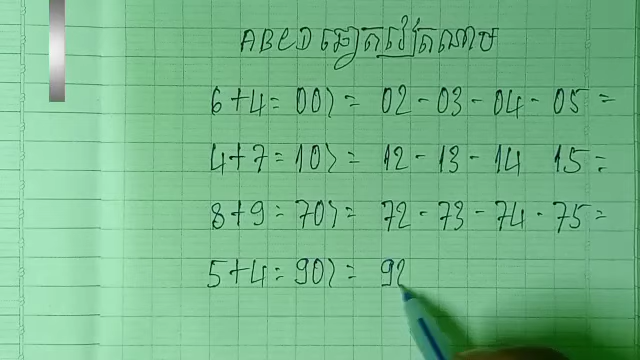 ABCD ឆ្នោតវៀតណាម
6+4= 00) = 02 - 03 - 04 - 05 =
4+7 = 10) = 12 - 13 - 14 15 =
8+9 = 70) = 72 - 73 - 74 - 75 =
5+4 = 90) = 92